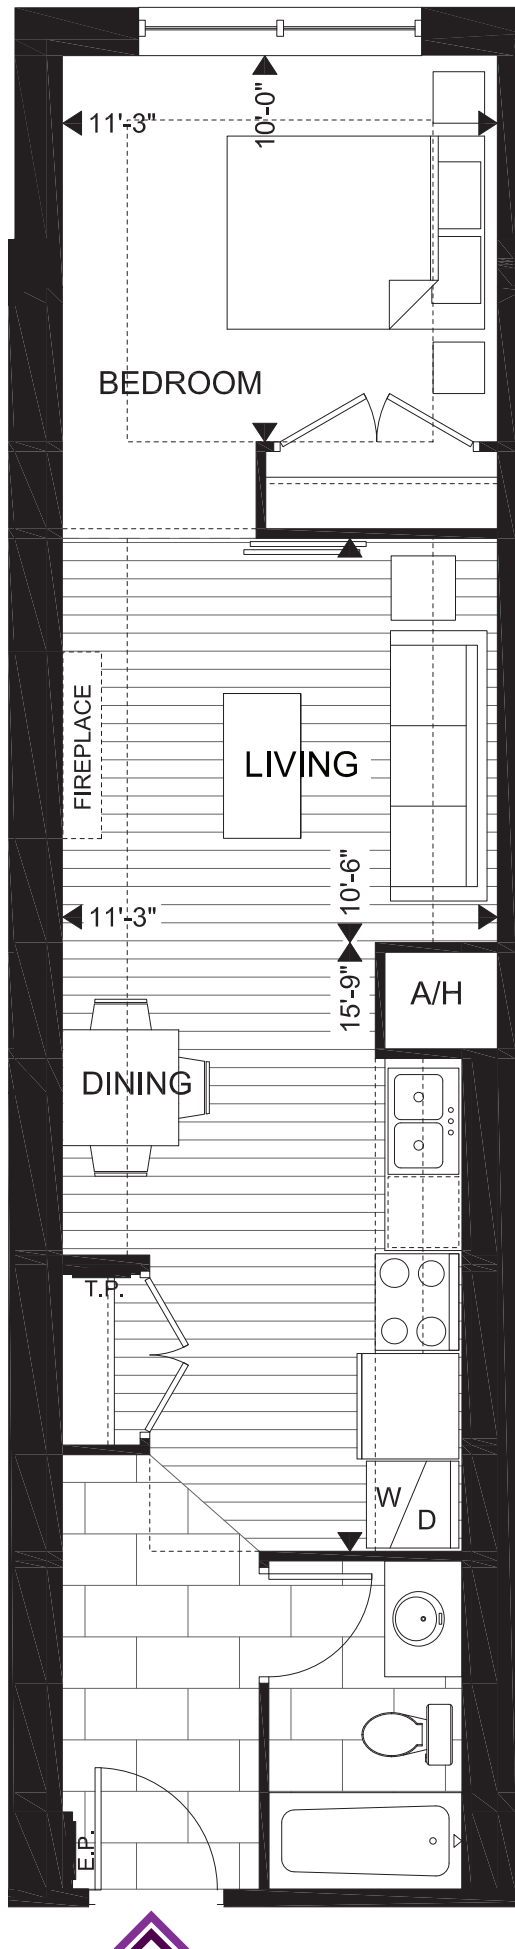 11'-3"
10'-0"
BEDROOM
FIREPLACE
LIVING
10'-6"
11'-3"
15'-9"
A/H
DINING
T.P.
W
D
E.P.